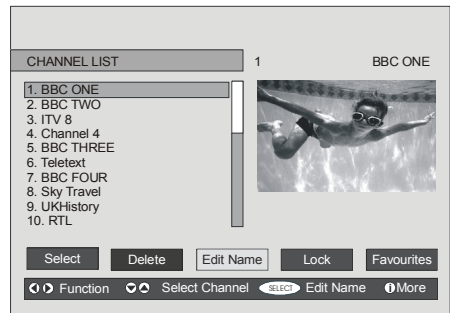 CHANNEL LIST
1 BBC ONE
1. BBC ONE
2. BBC TWO
3. ITV 8
4. Channel 4
5. BBC THREE
6. Teletext
7. BBC FOUR
8. Sky Travel
9. UKHistory
10. RTL
Select Delete Edit Name Lock Favourites
Function Select Channel SELECT Edit Name i More